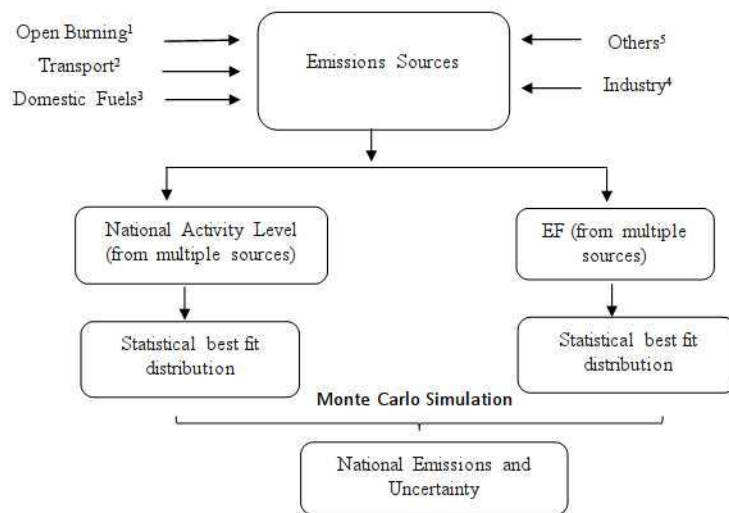 Open Burning¹
Transport²
Domestic Fuels³
Emissions Sources
Others⁵
Industry⁴
National Activity Level
(from multiple sources)
EF (from multiple
sources)
Statistical best fit
distribution
Statistical best fit
distribution
Monte Carlo Simulation
National Emissions and
Uncertainty